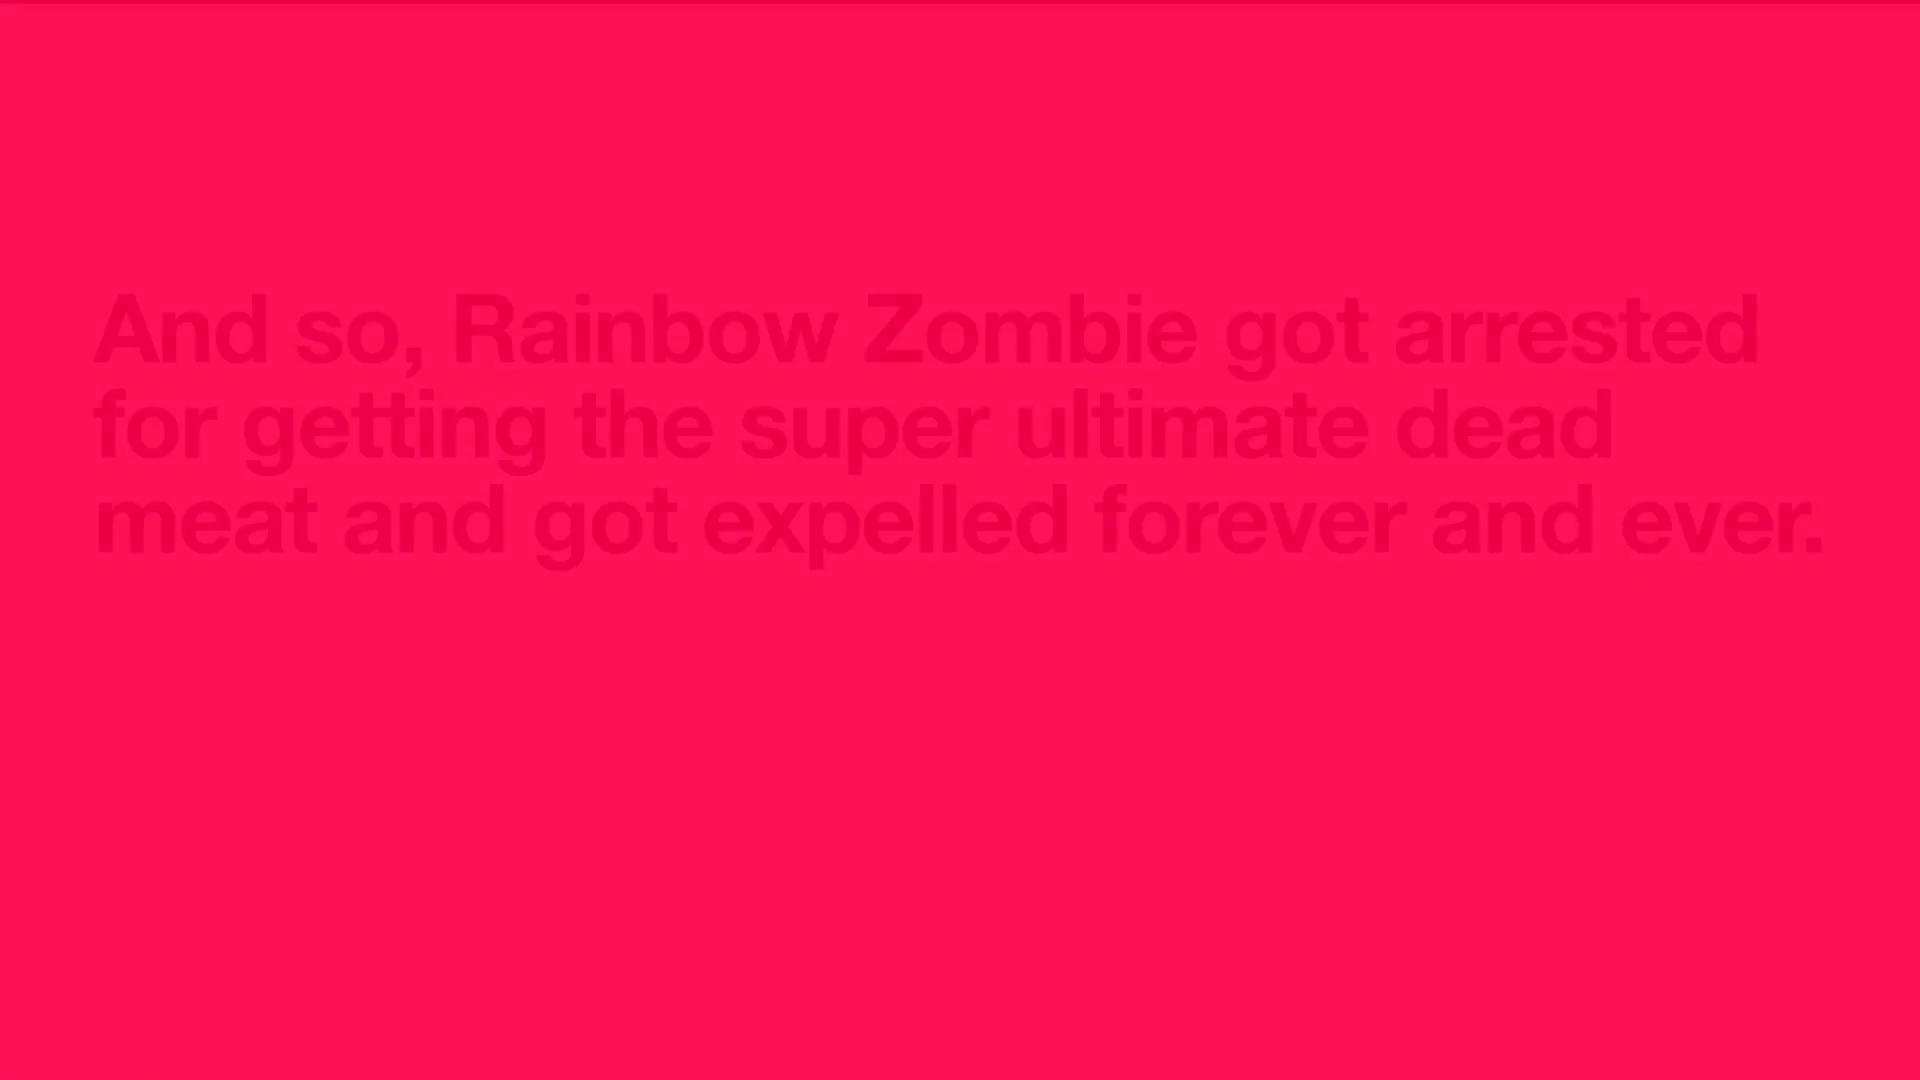 And so, Rainbow Zombie got arrested
for getting the super ultimate dead
meat and got expelled forever and ever.